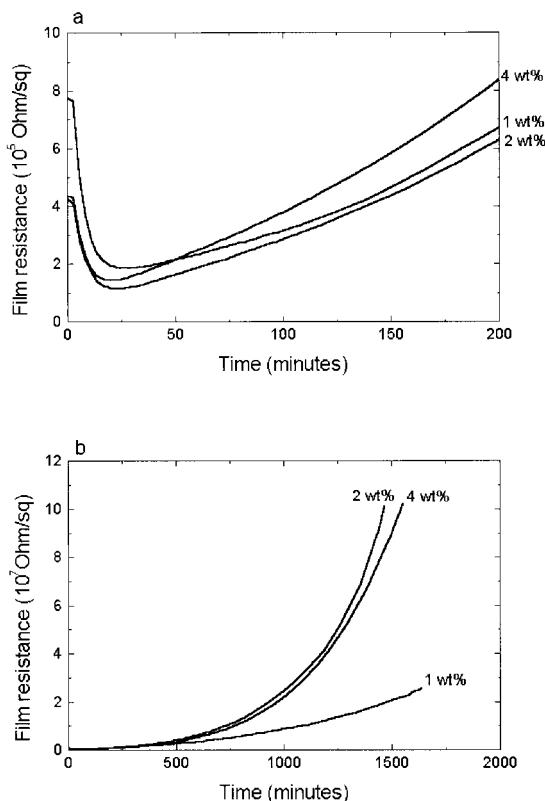 a
10
8
6
4
2
0
Film resistance (10⁵ Ohm/sq)
4 wt%
1 wt%
2 wt%
0 50 100 150 200
Time (minutes)
b
12
10
8
6
4
2
0
Film resistance (10⁷ Ohm/sq)
2 wt% 4 wt%
1 wt%
0 500 1000 1500 2000
Time (minutes)